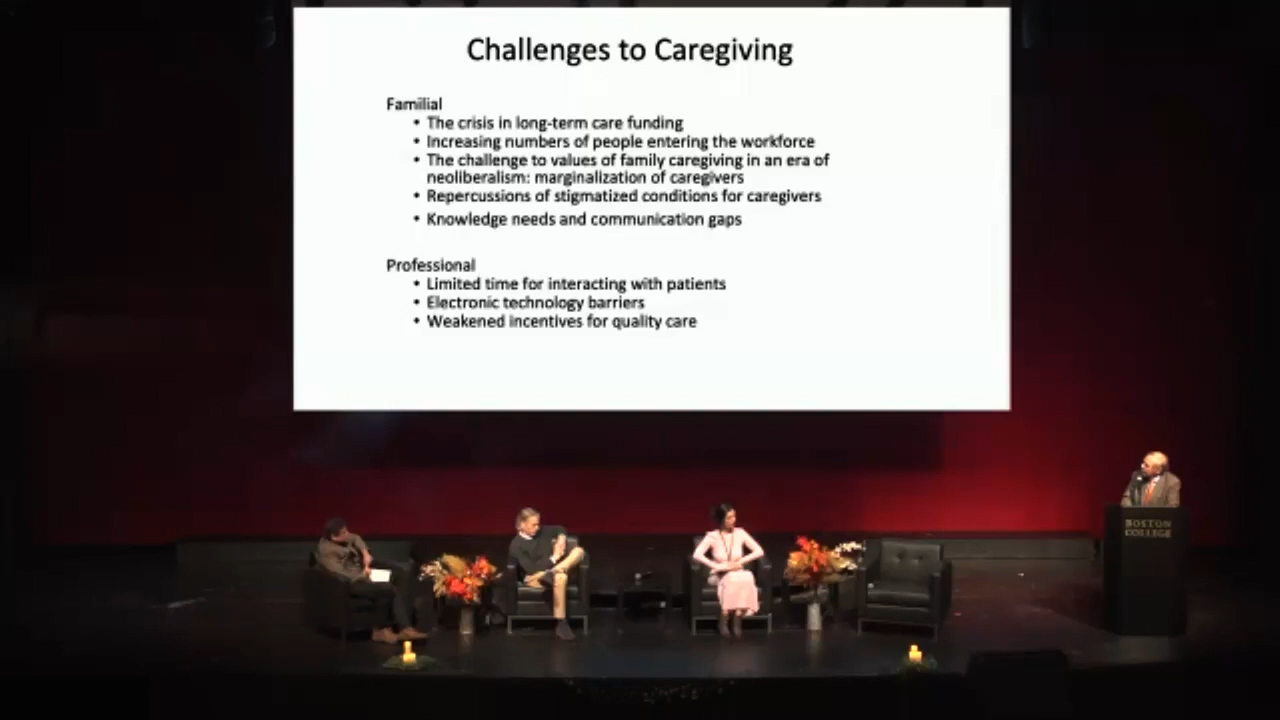 Challenges to Caregiving
Familial
• The crisis in long-term care funding
• Increasing numbers of people entering the workforce
• The challenge to values of family caregiving in an era of
neoliberalism: marginalization of caregivers
• Repercussions of stigmatized conditions for caregivers
• Knowledge needs and communication gaps
Professional
• Limited time for interacting with patients
• Electronic technology barriers
• Weakened incentives for quality care
BOSTON
COLLEGE